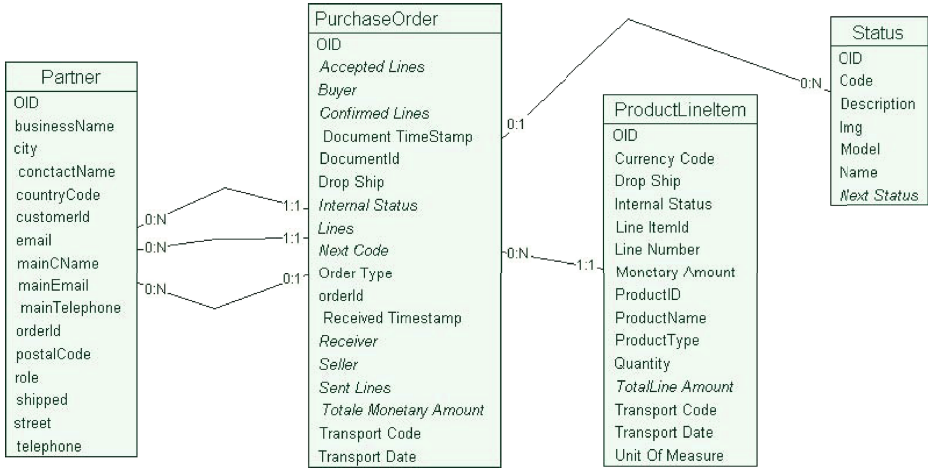 Partner
OID
businessName
city
conctactName
countryCode
customerId
email
mainCName
mainEmail
mainTelephone
orderId
postalCode
role
shipped
street
telephone
0:N
0:N
0:N
1:1
1:1
0:1
PurchaseOrder
OID
Accepted Lines
Buyer
Confirmed Lines
Document TimeStamp
DocumentId
Drop Ship
Internal Status
Lines
Next Code
Order Type
orderId
Received Timestamp
Receiver
Seller
Sent Lines
Totale Monetary Amount
Transport Code
Transport Date
0:1
0:N
0:N
1:1
ProductLineItem
OID
Currency Code
Drop Ship
Internal Status
Line ItemId
Line Number
Monetary Amount
ProductID
ProductName
ProductType
Quantity
TotalLine Amount
Transport Code
Transport Date
Unit Of Measure
Status
OID
Code
Description
Img
Model
Name
Next Status